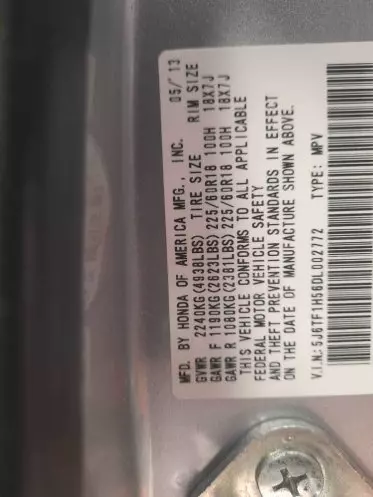 MFD. BY HONDA OF AMERICA MFG., INC. 05/'13
GVWR 2240KG(4938LBS) TIRE SIZE RIM SIZE
GAWR F 1190KG(2623LBS)225/60R18 100H 18X7J
GAWR R 1080KG(2381LBS)225/60R18 100H 18X7J
THIS VEHICLE CONFORMS TO ALL APPLICABLE
FEDERAL MOTOR VEHICLE SAFETY
AND THEFT PREVENTION STANDARDS IN EFFECT
ON THE DATE OF MANUFACTURE SHOWN ABOVE.
V.I.N:5J6TF1H56DL002772 TYPE: MPV